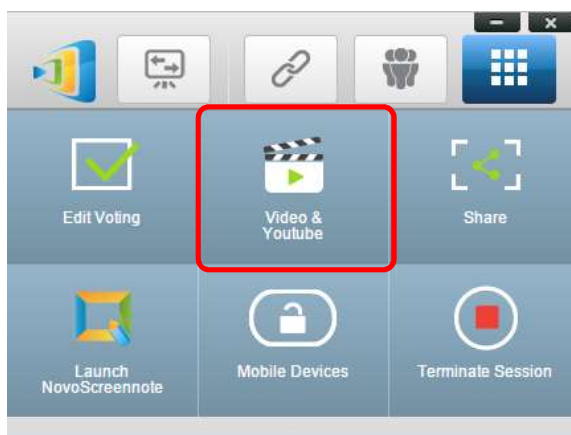 Edit Voting
Video &
Youtube
Share
Launch
NovoScreennote
Mobile Devices
Terminate Session